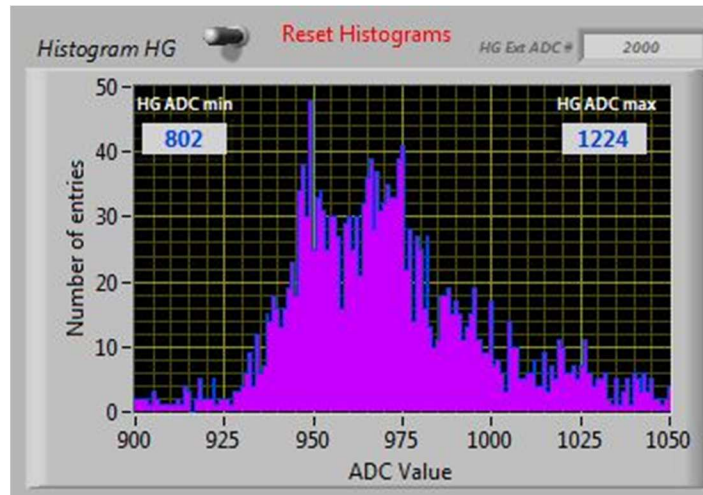 Histogram HG
Reset Histograms
HG Ext ADC #
2000
HG ADC min
802
HG ADC max
1224
Number of entries
50
40
30
20
10
0
900
925
950
975
1000
1025
1050
ADC Value